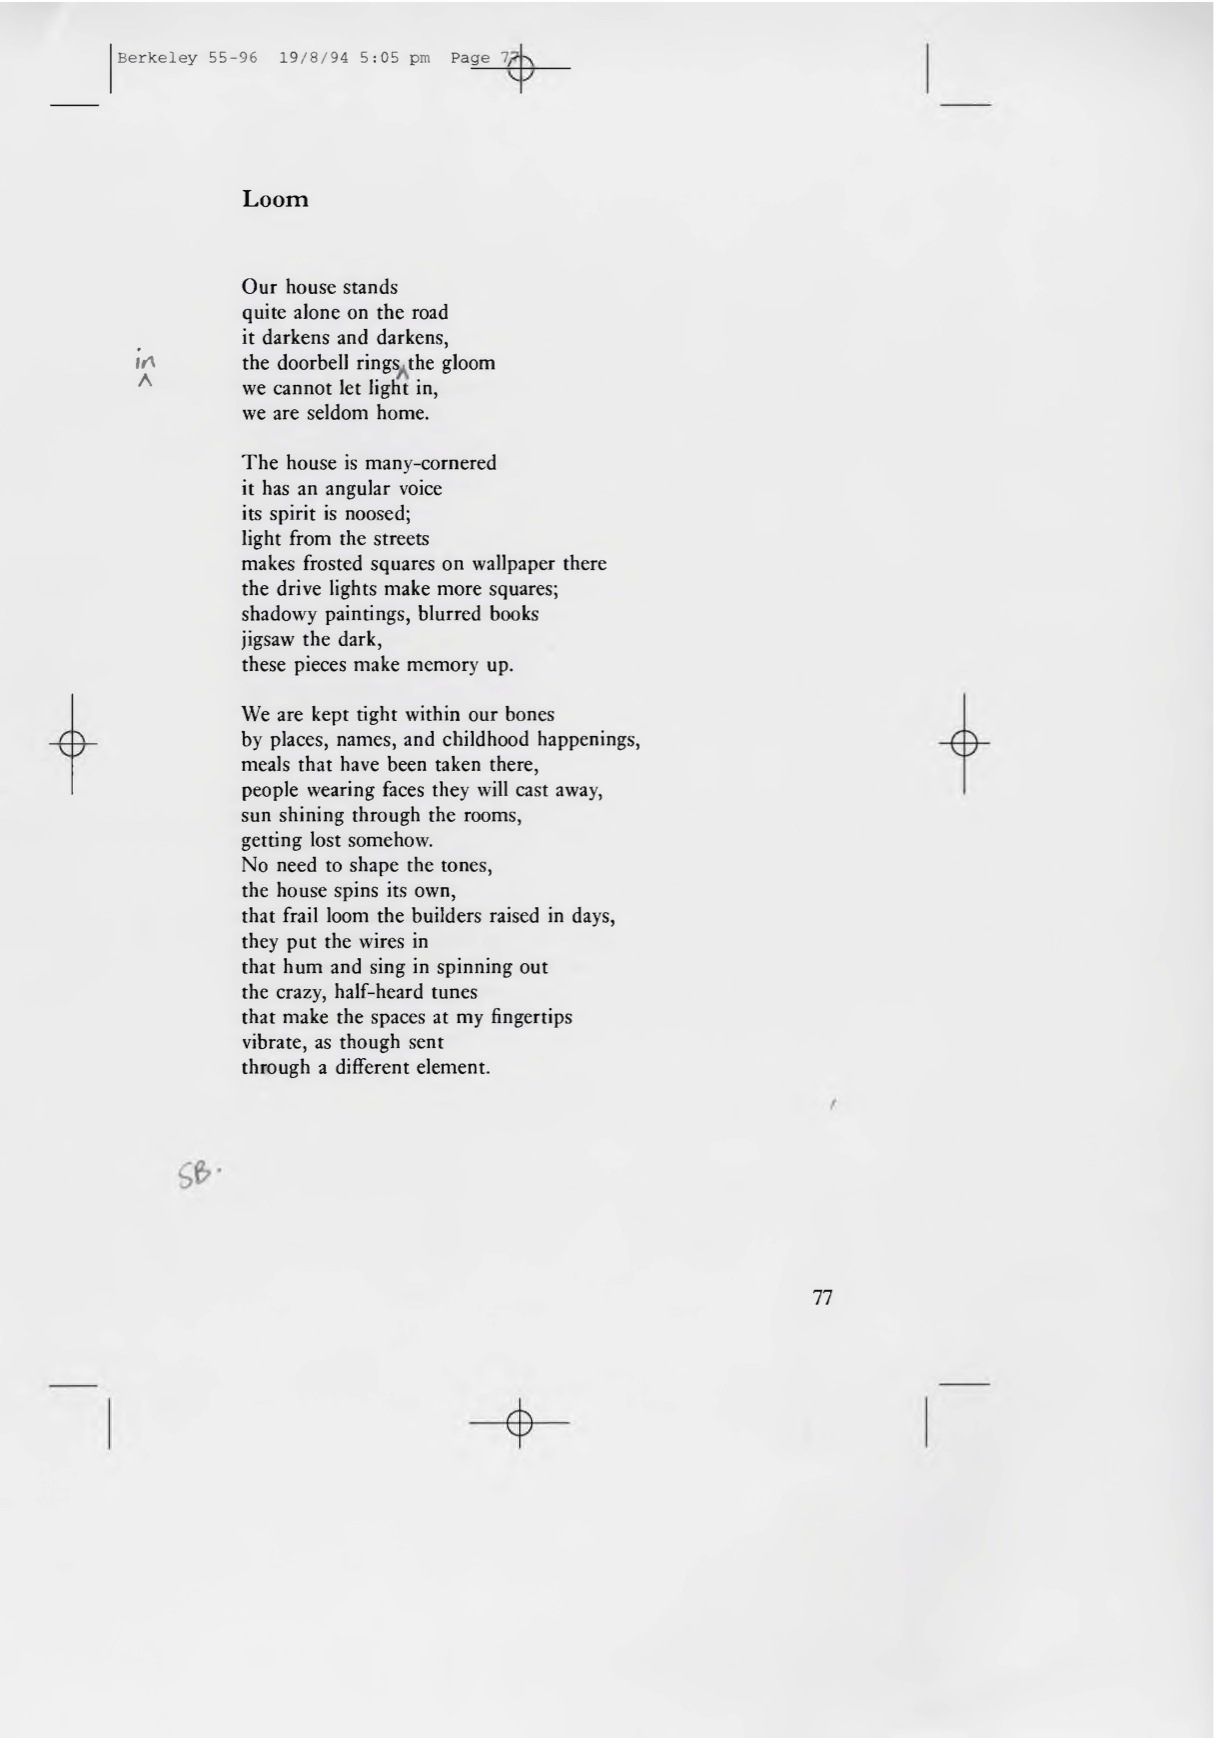 Berkeley 55-96 19/8/94 5:05 pm Page 77
Loom
Our house stands
quite alone on the road
it darkens and darkens,
in
the doorbell rings the gloom
we cannot let light in,
we are seldom home.
The house is many-cornered
it has an angular voice
its spirit is noosed;
light from the streets
makes frosted squares on wallpaper there
the drive lights make more squares;
shadowy paintings, blurred books
jigsaw the dark,
these pieces make memory up.
We are kept tight within our bones
by places, names, and childhood happenings,
meals that have been taken there,
people wearing faces they will cast away,
sun shining through the rooms,
getting lost somehow.
No need to shape the tones,
the house spins its own,
that frail loom the builders raised in days,
they put the wires in
that hum and sing in spinning out
the crazy, half-heard tunes
that make the spaces at my fingertips
vibrate, as though sent
through a different element.
SB.
77